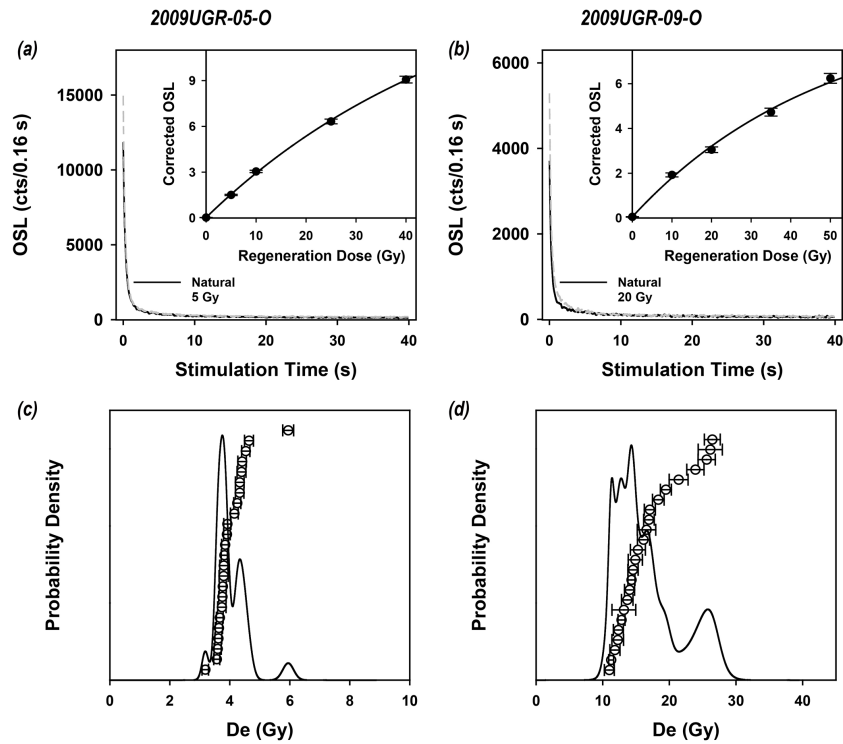 2009UGR-05-O
2009UGR-09-O
(a)
OSL (cts/0.16 s)
15000
10000
5000
0
0 10 20 30 40
Stimulation Time (s)
Corrected OSL
9
6
3
0
0 10 20 30 40
Regeneration Dose (Gy)
Natural
5 Gy
(b)
OSL (cts/0.16 s)
6000
4000
2000
0
0 10 20 30 40
Stimulation Time (s)
Corrected OSL
6
4
2
0
0 10 20 30 40 50
Regeneration Dose (Gy)
Natural
20 Gy
(c)
Probability Density
0 2 4 6 8 10
De (Gy)
(d)
Probability Density
0 10 20 30 40
De (Gy)